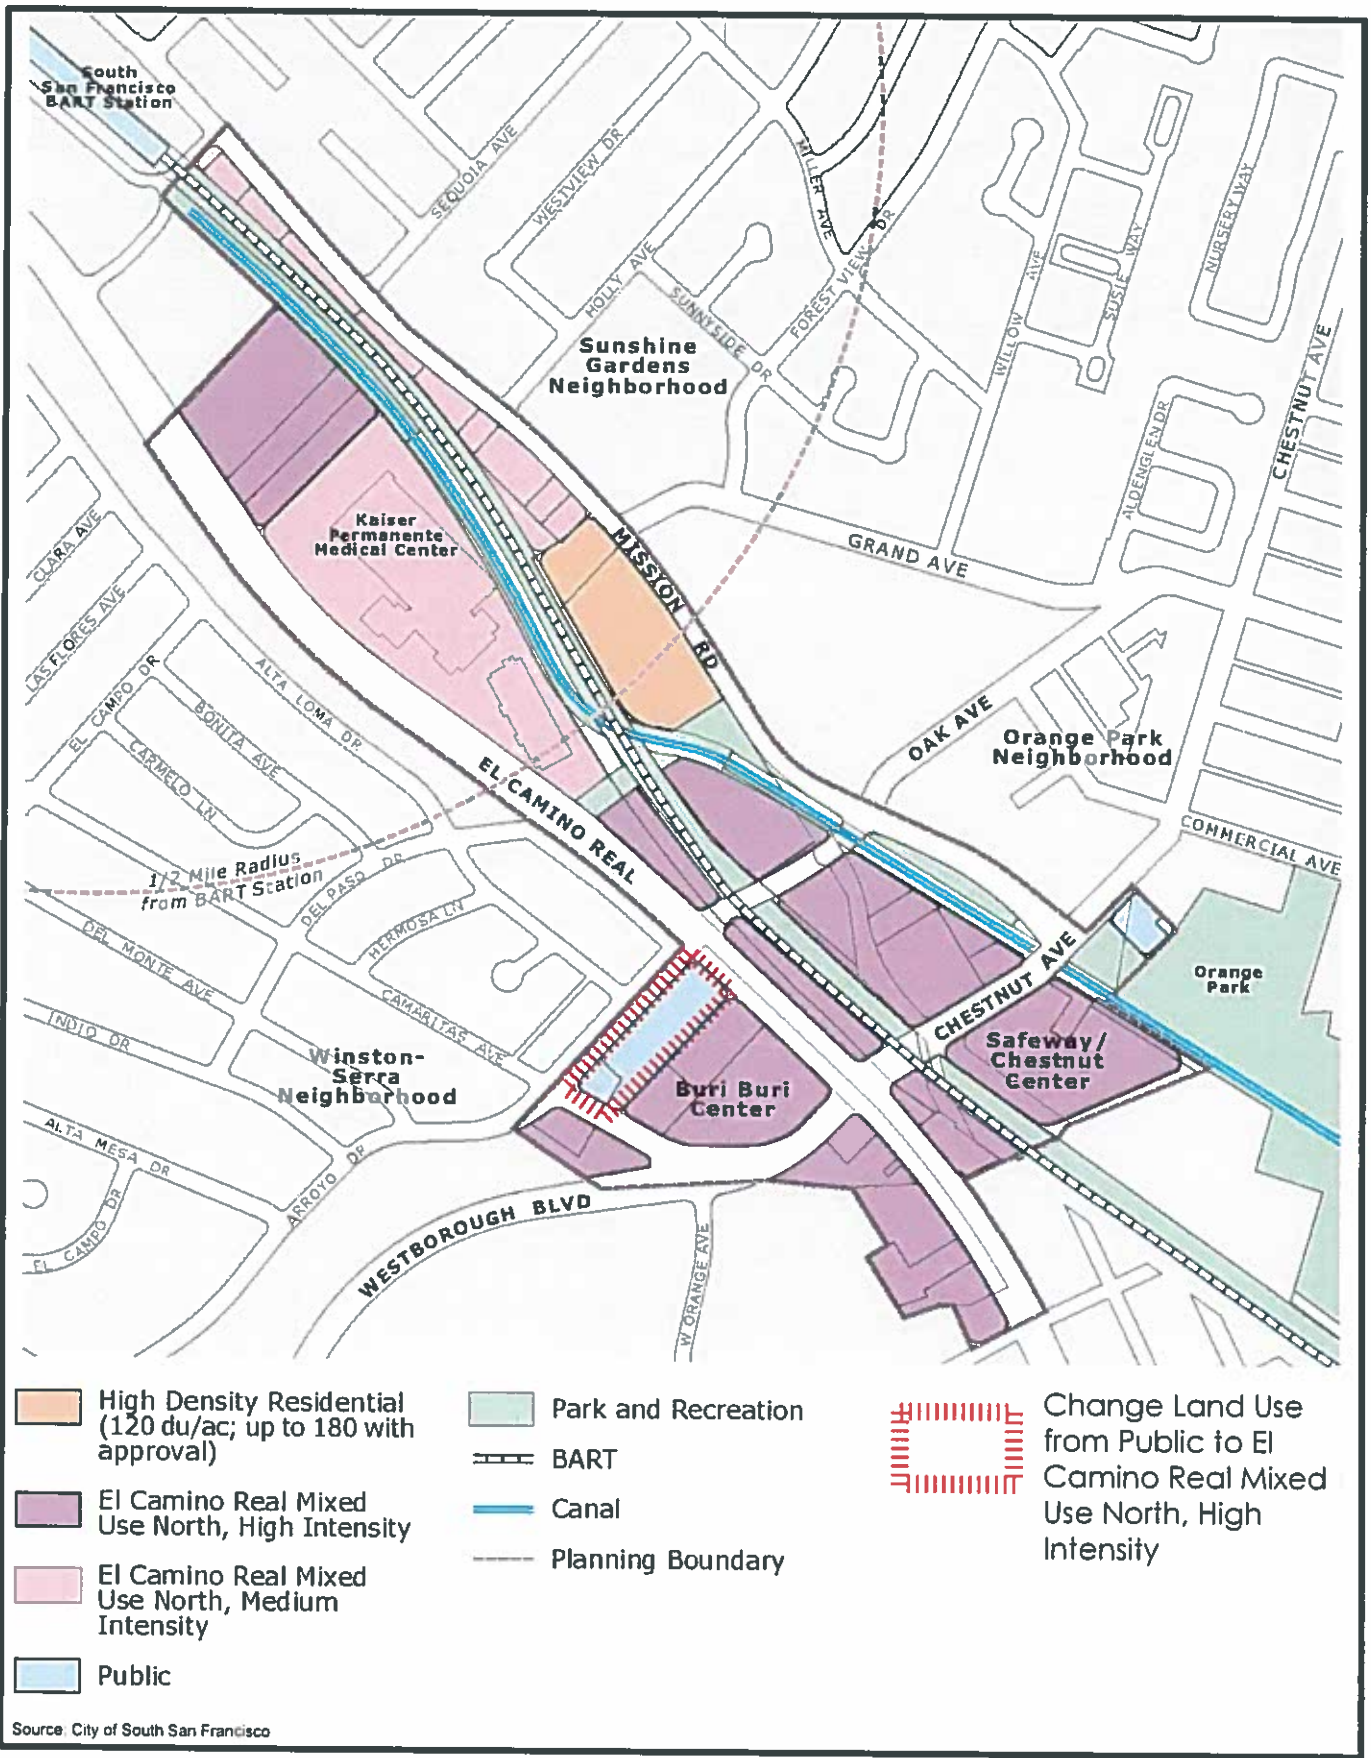 South
San Francisco
BART Station
SEQUOIA AVE
WESTVIEW DR
MILLER AVE
HOLLY AVE
SUNNYSIDE DR
FOREST VIEW DR
WILLOW AVE
SUSIE WAY
NURSERY WAY
CHESTNUT AVE
ALDENGLEN DR
Sunshine
Gardens
Neighborhood
GRAND AVE
MISSION RD
Kaiser
Permanente
Medical Center
CLARA AVE
LAS FLORES AVE
EL CAMPO DR
ALTA LOMA DR
BONITA AVE
CARMELO LN
EL CAMINO REAL
OAK AVE
Orange Park
Neighborhood
COMMERCIAL AVE
1/2 Mile Radius
from BART Station
DEL PASO DR
HERMOSA LN
DEL MONTE AVE
CAMARITAS AVE
INDIO DR
Winston-
Serra
Neighborhood
CHESTNUT AVE
Orange
Park
Safeway/
Chestnut
Center
Buri Buri
Center
ALTA MESA DR
ARROYO DR
EL CAMPO DR
WESTBOROUGH BLVD
W ORANGE AVE
High Density Residential
(120 du/ac; up to 180 with
approval)
El Camino Real Mixed
Use North, High Intensity
El Camino Real Mixed
Use North, Medium
Intensity
Public
Park and Recreation
BART
Canal
Planning Boundary
Change Land Use
from Public to El
Camino Real Mixed
Use North, High
Intensity
Source: City of South San Francisco